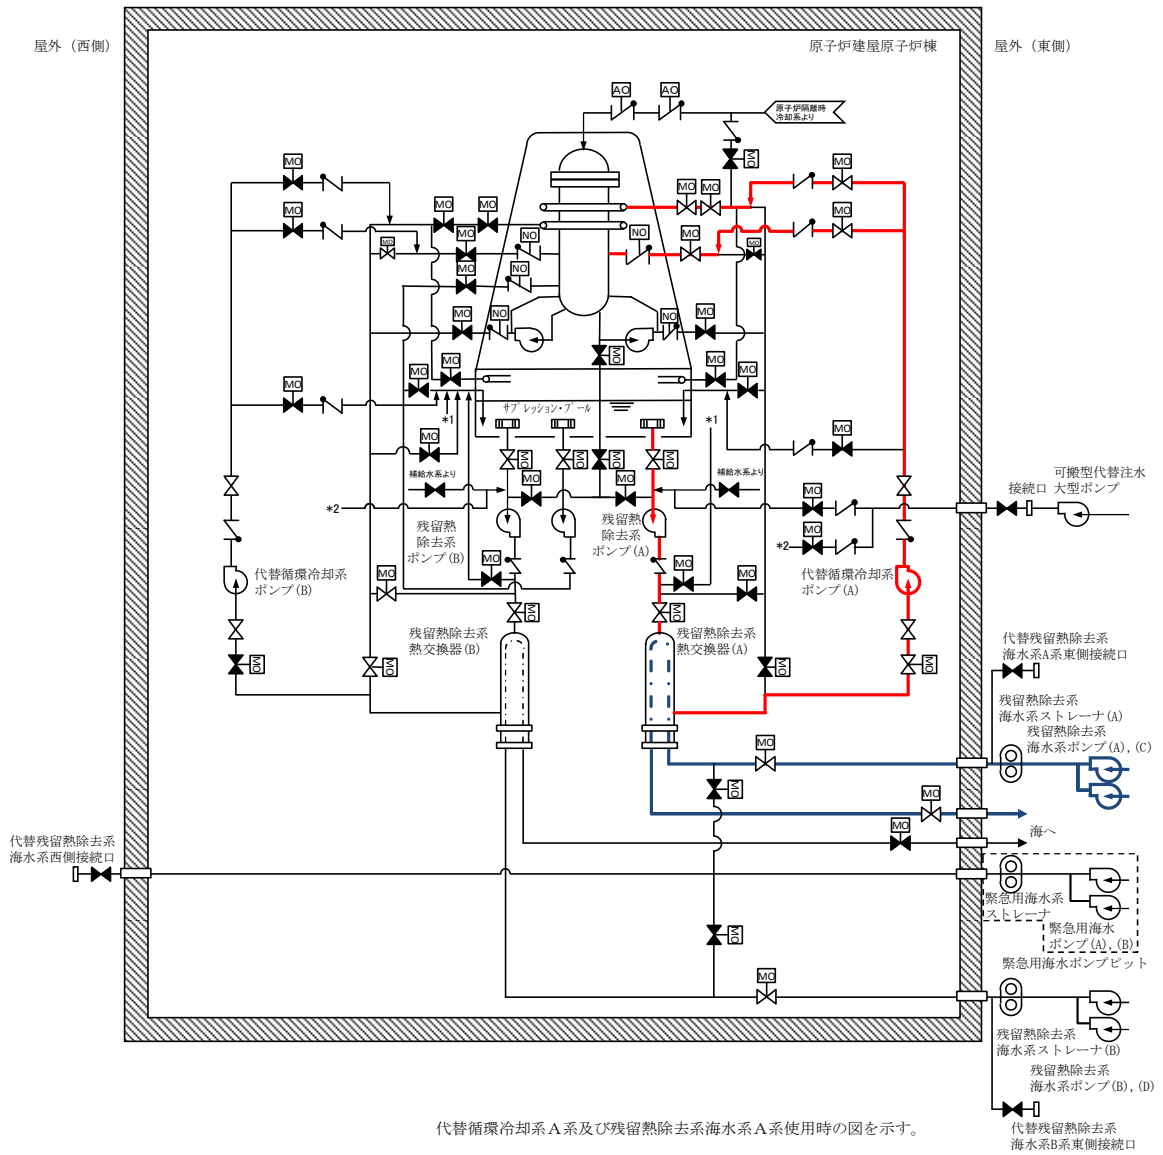 屋外（西側）
原子炉建屋原子炉棟
屋外（東側）
AO
AO
原子炉隔離時
冷却系より
MO
MO
MO
MO
MO
MO
MO
MO
MO
MO
NO
NO
MO
MO
MO
MO
MO
NO
MO
NO
NO
MO
MO
MO
MO
MO
MO
MO
MO
サプレッション・プール
*1
*1
MO
MO
MO
MO
MO
MO
補給水系より
MO
MO
補給水系より
可搬型代替注水
大型ポンプ
接続口
MO
*2
MO
*2
残留熱
除去系
ポンプ(B)
残留熱
除去系
ポンプ(A)
MO
MO
MO
MO
代替循環冷却系
ポンプ(B)
代替循環冷却系
ポンプ(A)
MO
MO
残留熱除去系
熱交換器(B)
残留熱除去系
熱交換器(A)
代替残留熱除去系
海水系A系東側接続口
MO
MO
MO
MO
残留熱除去系
海水系ストレーナ(A)
残留熱除去系
海水系ポンプ(A),(C)
MO
MO
MO
MO
海へ
代替残留熱除去系
海水系西側接続口
緊急用海水系
ストレーナ
緊急用海水
ポンプ(A),(B)
MO
緊急用海水ポンプピット
MO
残留熱除去系
海水系ストレーナ(B)
残留熱除去系
海水系ポンプ(B),(D)
代替残留熱除去系
海水系B系東側接続口
代替循環冷却系Ａ系及び残留熱除去系海水系Ａ系使用時の図を示す。